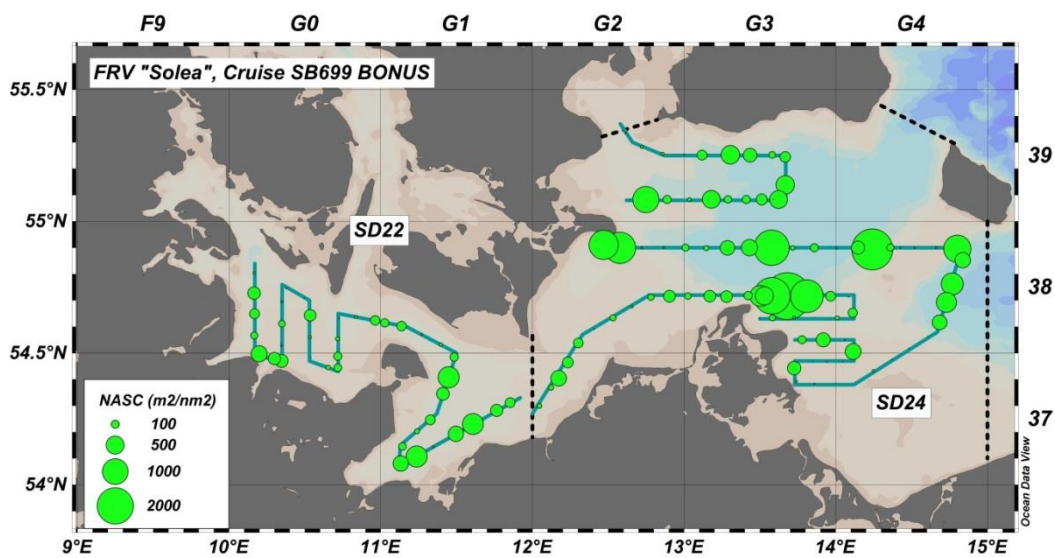 F9 G0 G1 G2 G3 G4
FRV "Solea", Cruise SB699 BONUS
55.5°N
39
55°N
SD22
38
54.5°N
NASC (m2/nm2)
100
500
1000
2000
SD24
37
54°N
Ocean Data View
9°E 10°E 11°E 12°E 13°E 14°E 15°E